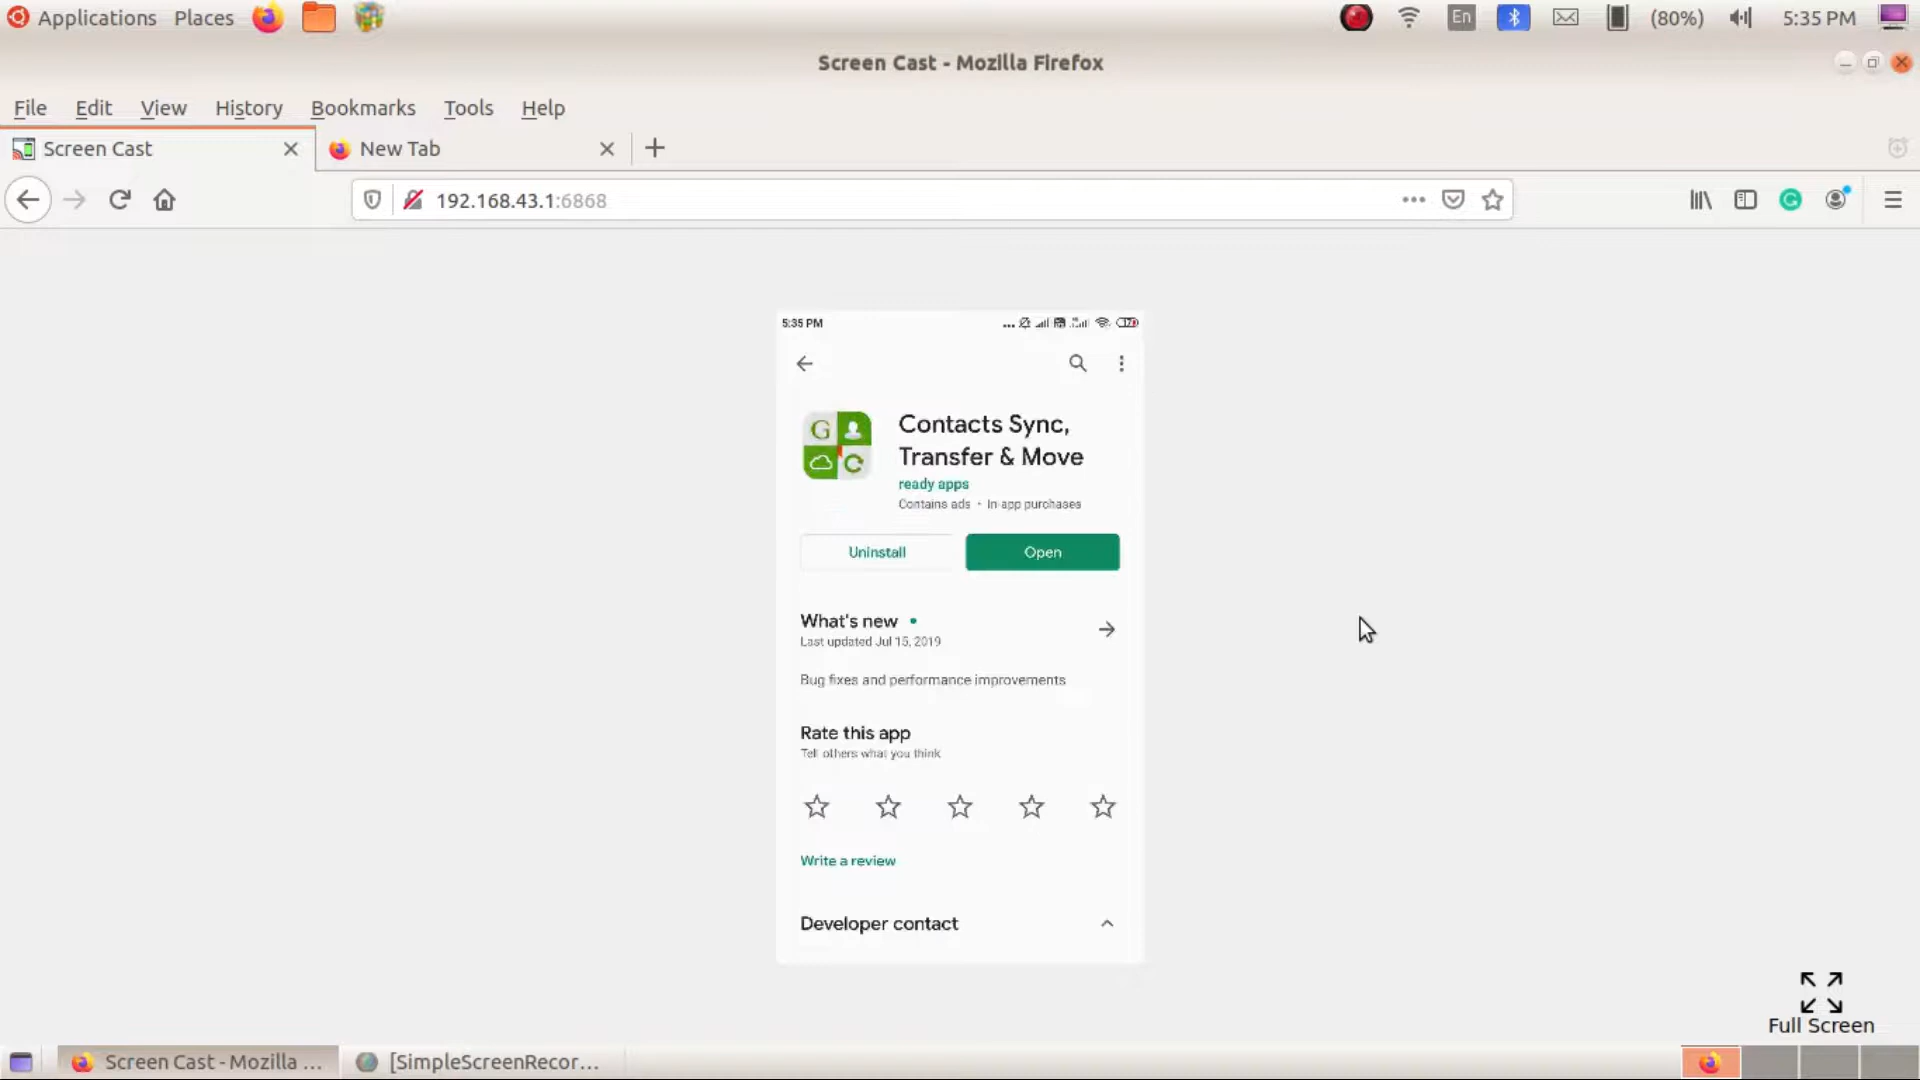 Applications Places En (80%) 5:35 PM
Screen Cast - Mozilla Firefox
File Edit View History Bookmarks Tools Help
Screen Cast New Tab
192.168.43.1:6868
5:35 PM
Contacts Sync,
Transfer & Move
ready apps
Contains ads • In-app purchases
Uninstall Open
What's new
Last updated Jul 15, 2019
Bug fixes and performance improvements
Rate this app
Tell others what you think
Write a review
Developer contact
Full Screen
Screen Cast - Mozilla ... [SimpleScreenRecor...